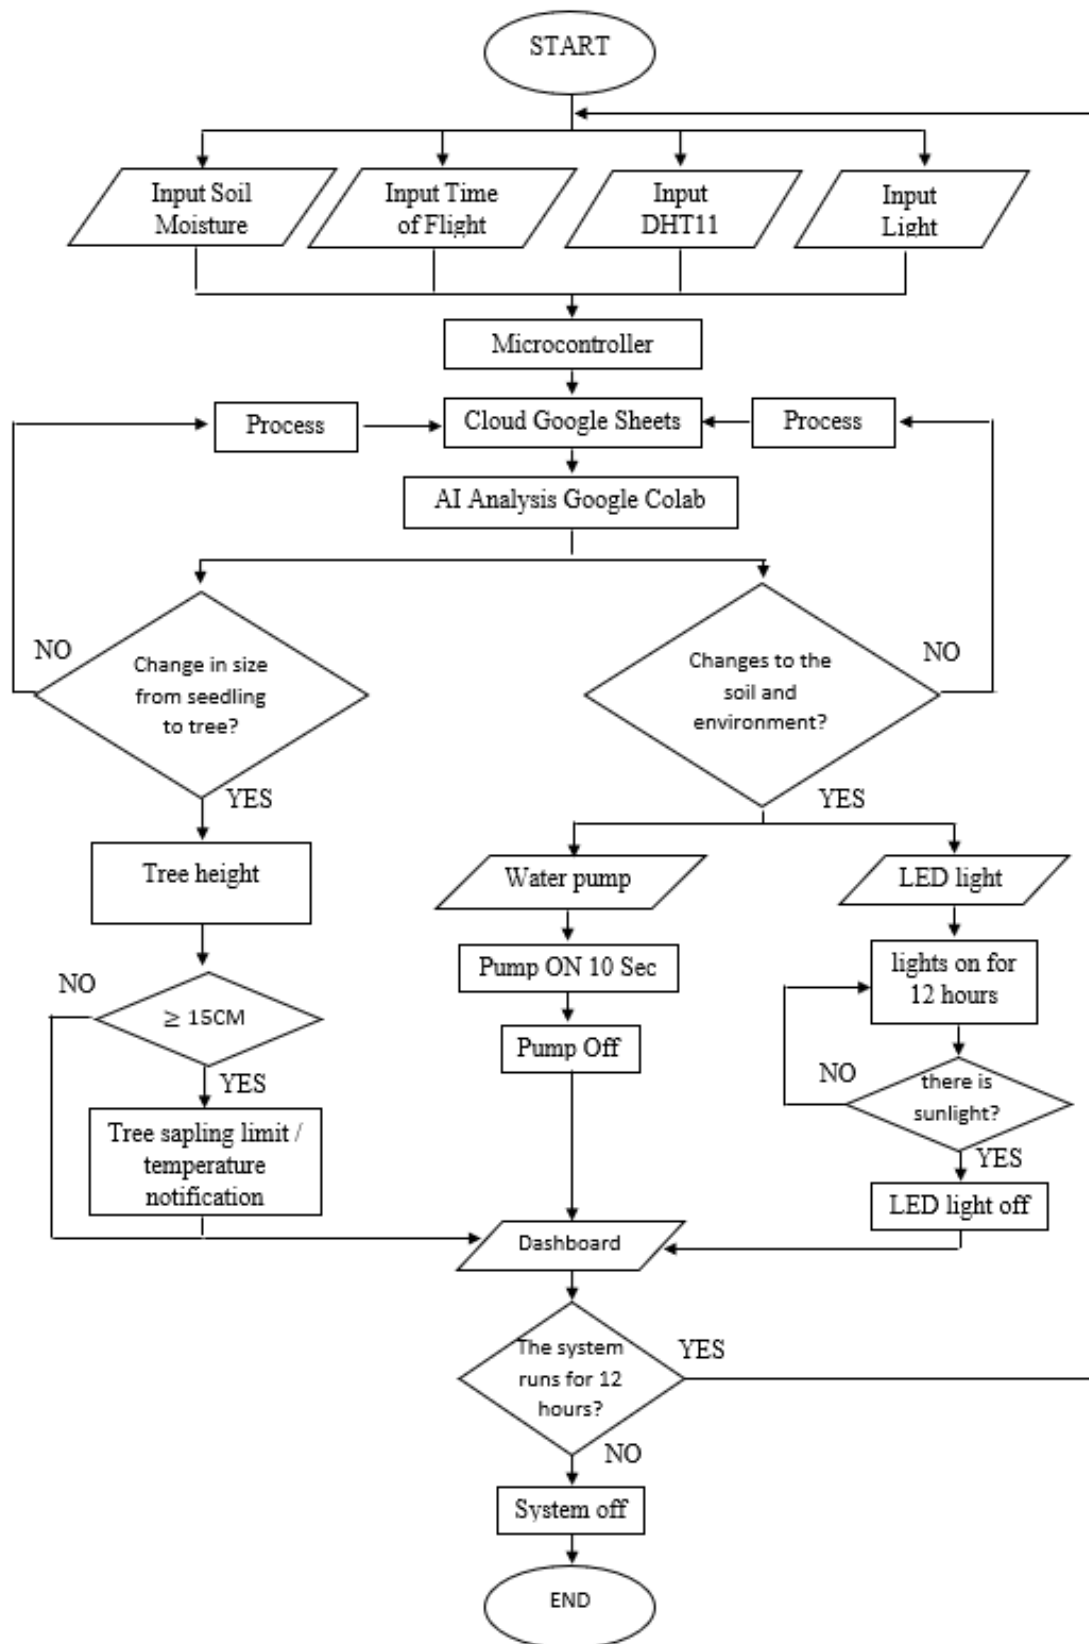 START
Input Soil
Moisture
Input Time
of Flight
Input
DHT11
Input
Light
Microcontroller
Process
Cloud Google Sheets
Process
AI Analysis Google Colab
NO
Change in size
from seedling
to tree?
YES
Changes to the
soil and
environment?
NO
YES
Tree height
Water pump
LED light
Pump ON 10 Sec
lights on for
12 hours
NO
≥ 15CM
YES
Pump Off
NO
there is
sunlight?
YES
Tree sapling limit /
temperature
notification
LED light off
Dashboard
The system
runs for 12
hours?
YES
NO
System off
END